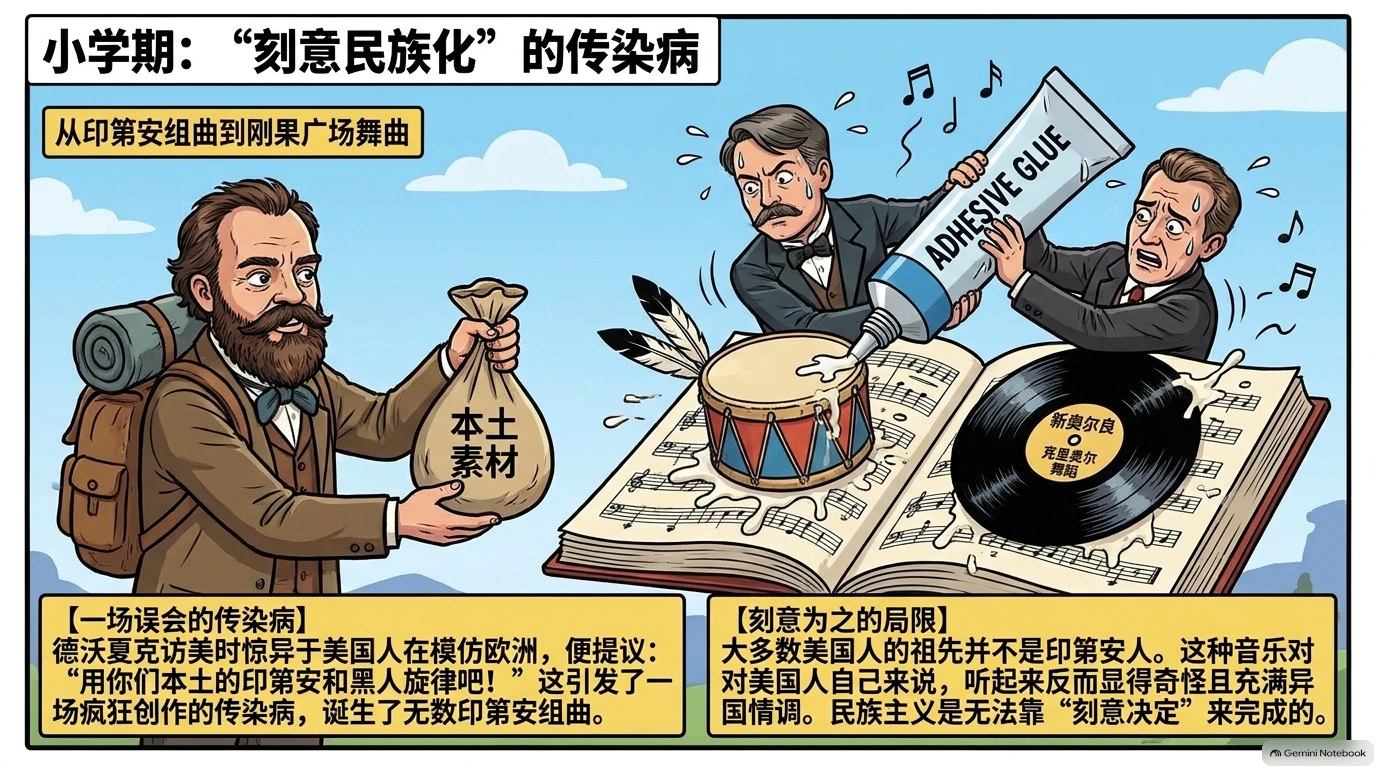 小学期：“刻意民族化”的传染病
从印第安组曲到刚果广场舞曲
本土
素材
ADHESIVE GLUE
新奥尔良
克里奥尔
舞蹈
【一场误会的传染病】
德沃夏克访美时惊异于美国人在模仿欧洲，便提议：
“用你们本土的印第安和黑人旋律吧！”这引发了一
场疯狂创作的传染病，诞生了无数印第安组曲。
【刻意为之的局限】
大多数美国人的祖先并不是印第安人。这种音乐对
对美国人自己来说，听起来反而显得奇怪且充满异
国情调。民族主义是无法靠“刻意决定”来完成的。
Gemini Notebook